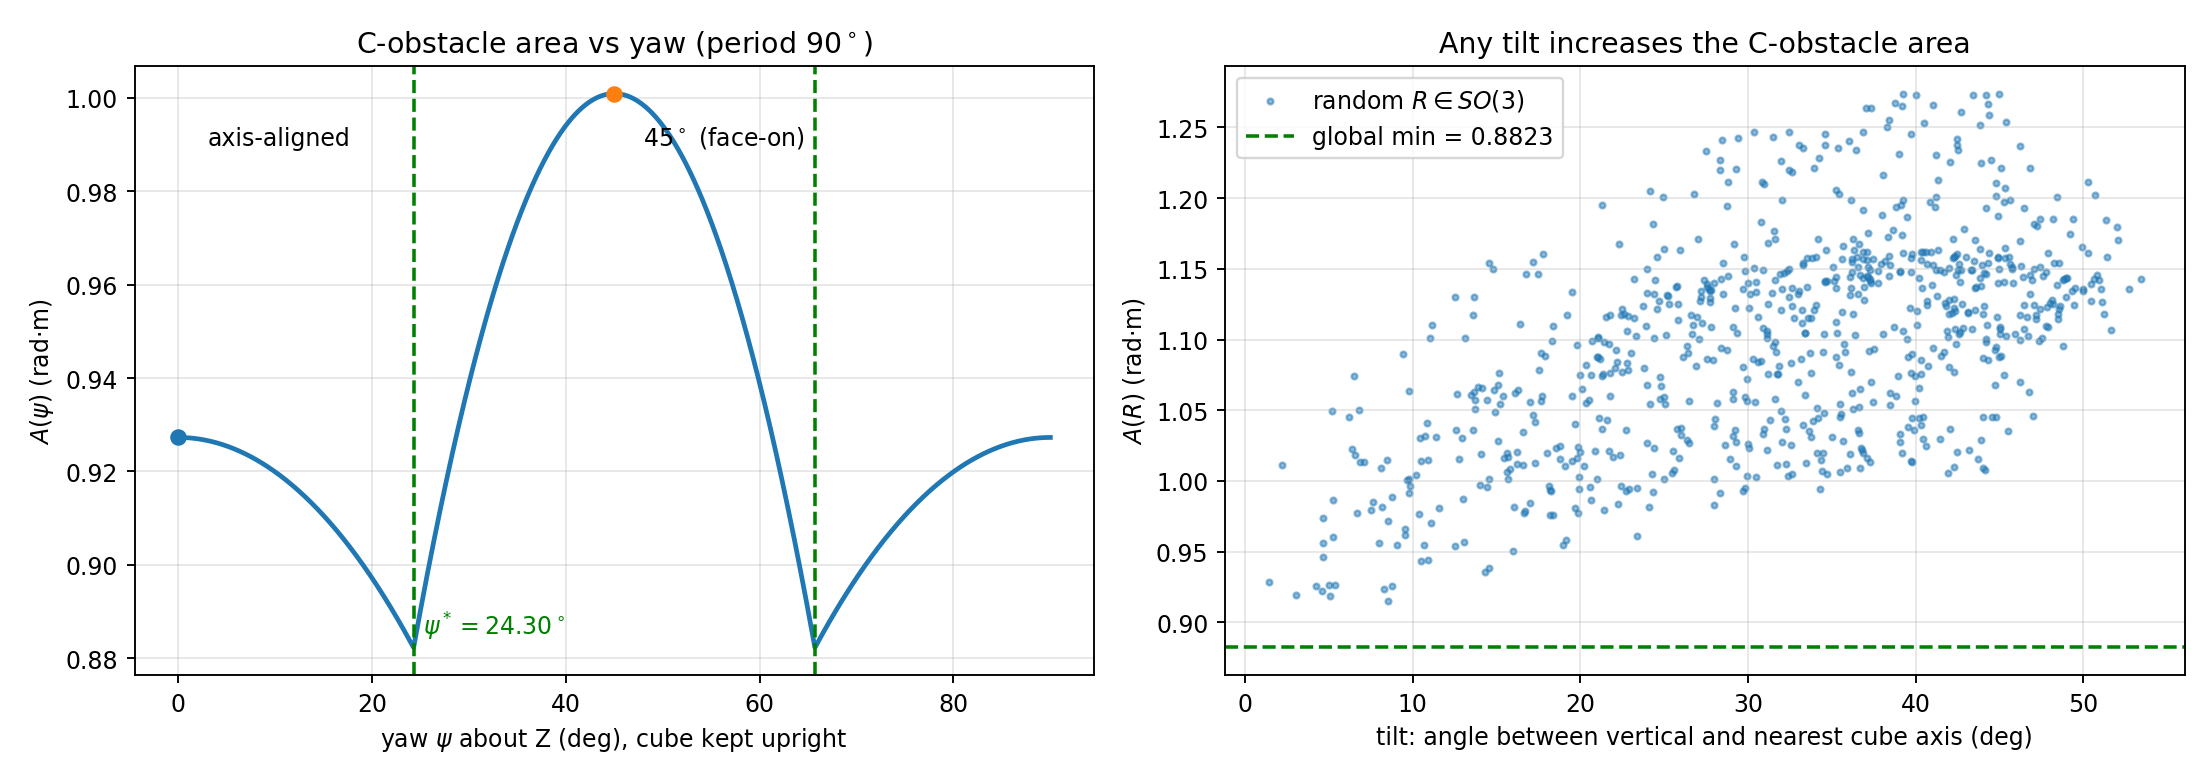 C-obstacle area vs yaw (period 90°)
A(ψ) (rad·m)
1.00
0.98
0.96
0.94
0.92
0.90
0.88
axis-aligned
45° (face-on)
ψ* = 24.30°
0
20
40
60
80
yaw ψ about Z (deg), cube kept upright
Any tilt increases the C-obstacle area
A(R) (rad·m)
random R ∈ SO(3)
global min = 0.8823
1.25
1.20
1.15
1.10
1.05
1.00
0.95
0.90
0
10
20
30
40
50
tilt: angle between vertical and nearest cube axis (deg)